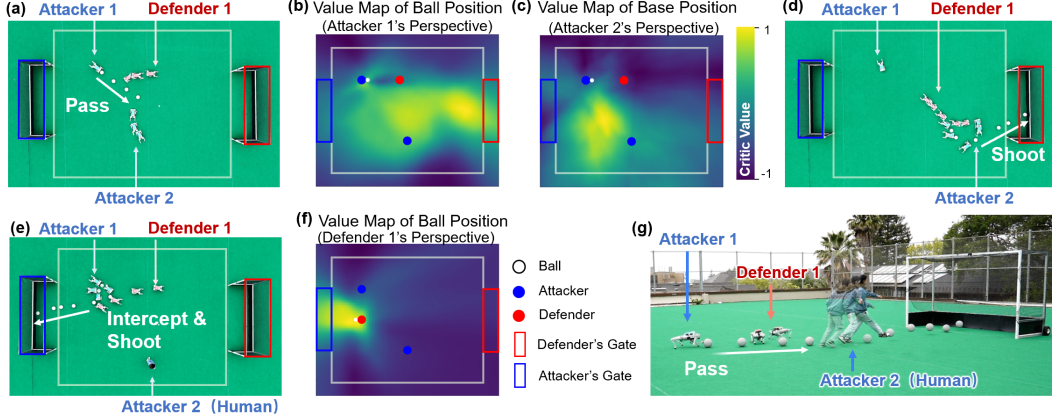 (a)
Attacker 1
Defender 1
Pass
Attacker 2
(b)
Value Map of Ball Position
(Attacker 1's Perspective)
(c)
Value Map of Base Position
(Attacker 2's Perspective)
1
Critic Value
-1
(d)
Attacker 1
Defender 1
Shoot
Attacker 2
(e)
Attacker 1
Defender 1
Intercept &
Shoot
Attacker 2 (Human)
(f)
Value Map of Ball Position
(Defender 1's Perspective)
Ball
Attacker
Defender
Defender's Gate
Attacker's Gate
(g)
Attacker 1
Defender 1
Pass
Attacker 2 (Human)